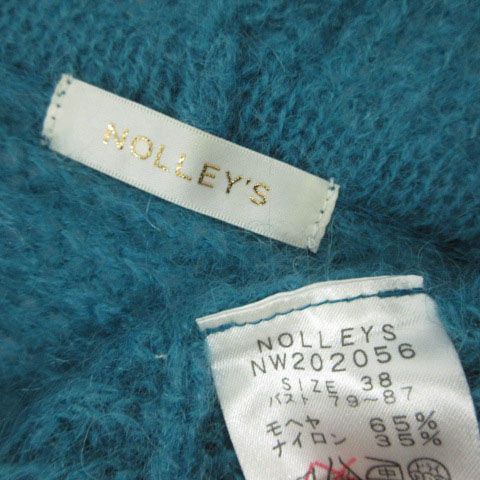 NOLLEY'S
NOLLEYS
NW202056
SIZE 38
バスト 79~87
モヘヤ 65%
ナイロン 35%